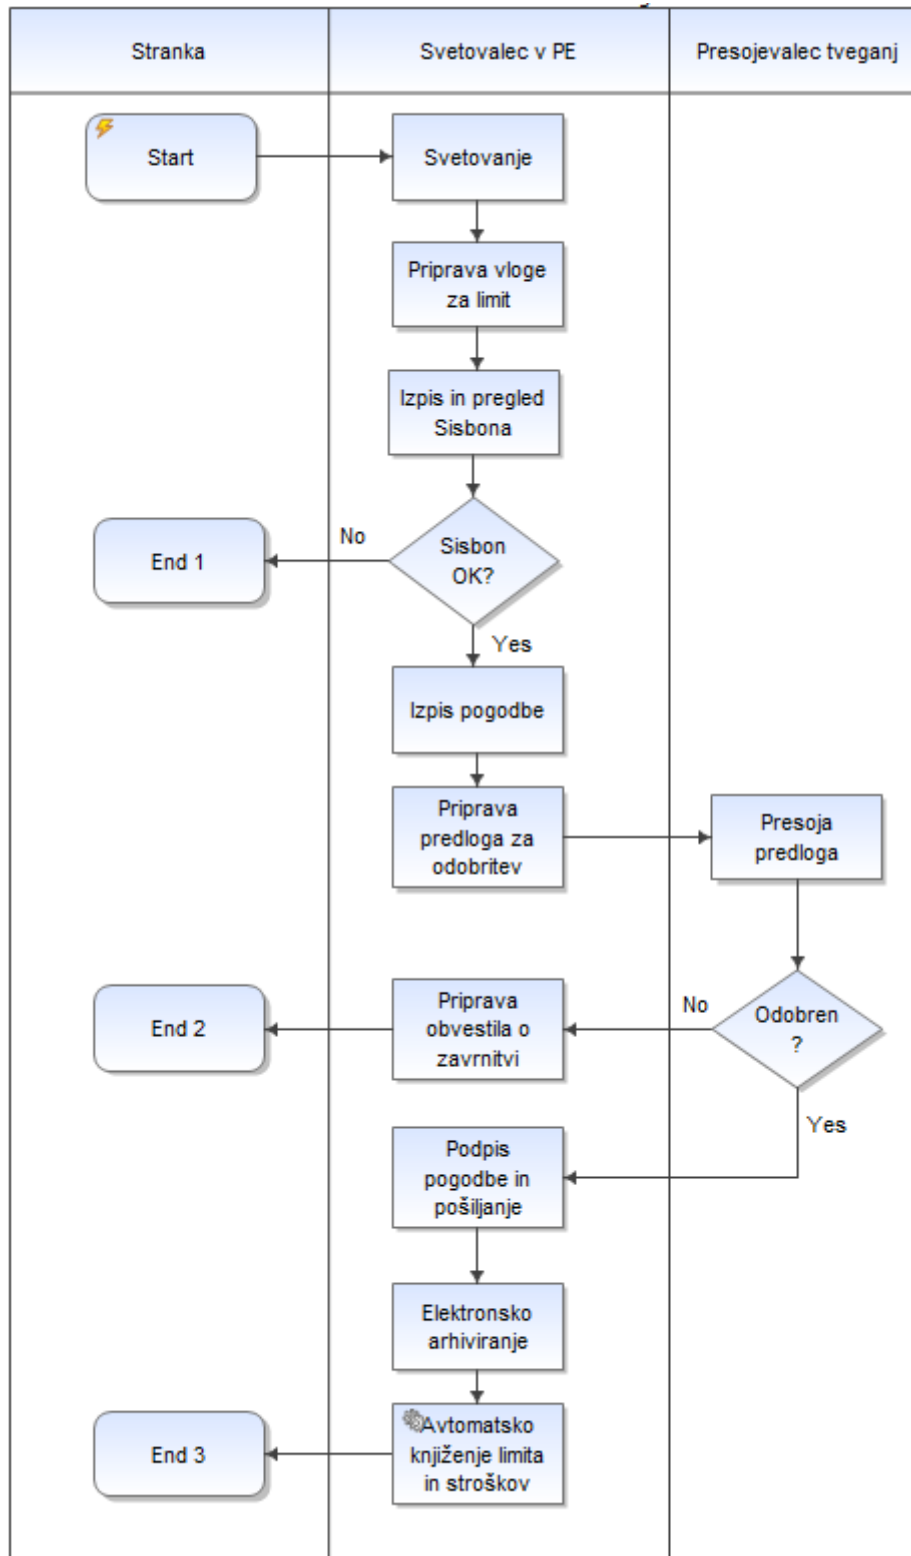 Stranka
Svetovalec v PE
Presojevalec tveganj
Start
Svetovanje
Priprava vloge
za limit
Izpis in pregled
Sisbona
Sisbon
OK?
No
End 1
Yes
Izpis pogodbe
Priprava
predloga za
odobritev
Presoja
predloga
Odobren
?
No
Priprava
obvestila o
zavrnitvi
End 2
Yes
Podpis
pogodbe in
pošiljanje
Elektronsko
arhiviranje
Avtomatsko
knjiženje limita
in stroškov
End 3